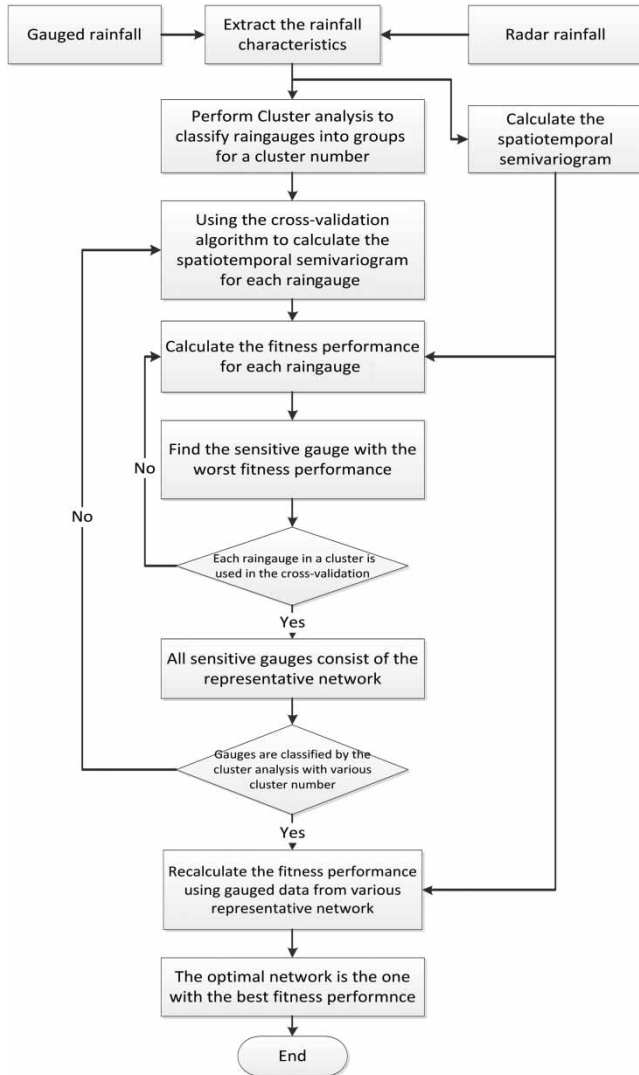 Gauged rainfall
Extract the rainfall
characteristics
Radar rainfall
Perform Cluster analysis to
classify raingauges into groups
for a cluster number
Calculate the
spatiotemporal
semivariogram
Using the cross-validation
algorithm to calculate the
spatiotemporal semivariogram
for each raingauge
Calculate the fitness performance
for each raingauge
Find the sensitive gauge with the
worst fitness performance
No
No
Each raingauge in a cluster is
used in the cross-validation
Yes
All sensitive gauges consist of the
representative network
Gauges are classified by the
cluster analysis with various
cluster number
Yes
Recalculate the fitness performance
using gauged data from various
representative network
The optimal network is the one
with the best fitness performnce
End